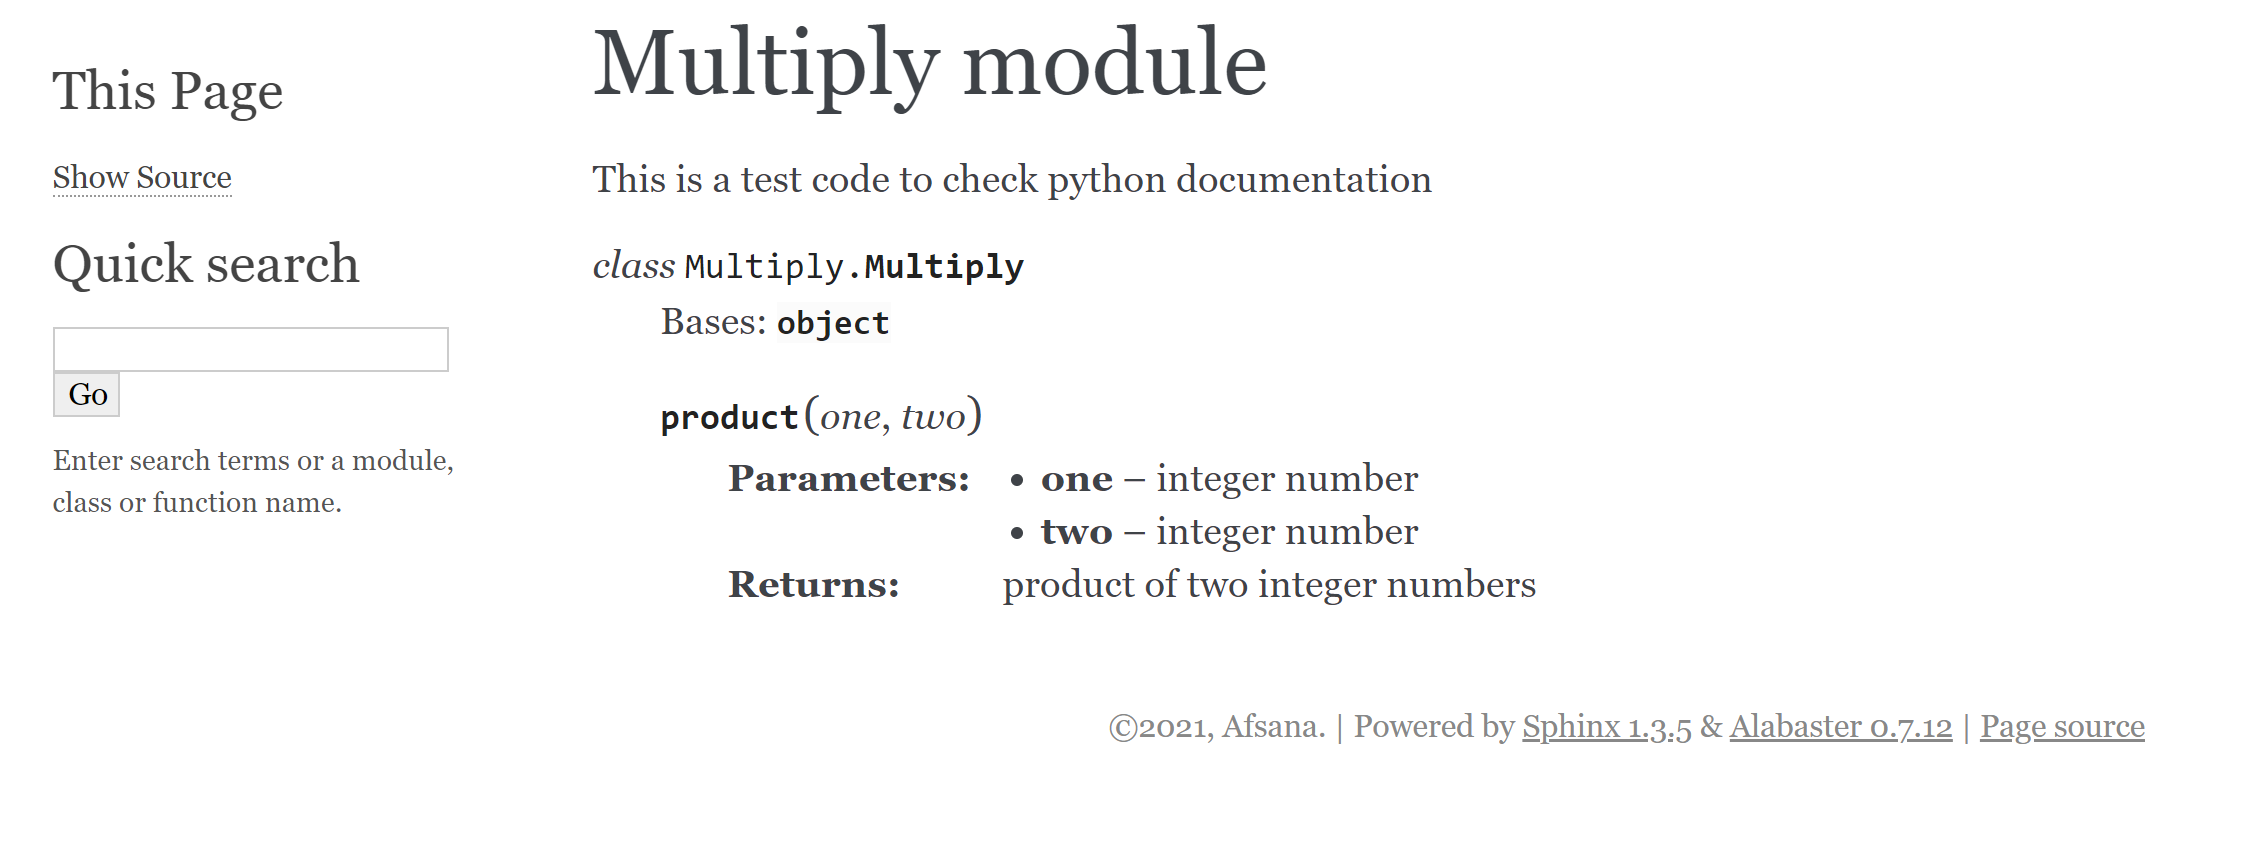 This Page
Show Source
Quick search
Go
Enter search terms or a module,
class or function name.
Multiply module
This is a test code to check python documentation
class Multiply.Multiply
Bases: object
product(one, two)
Parameters: • one – integer number
• two – integer number
Returns: product of two integer numbers
©2021, Afsana. | Powered by Sphinx 1.3.5 & Alabaster 0.7.12 | Page source